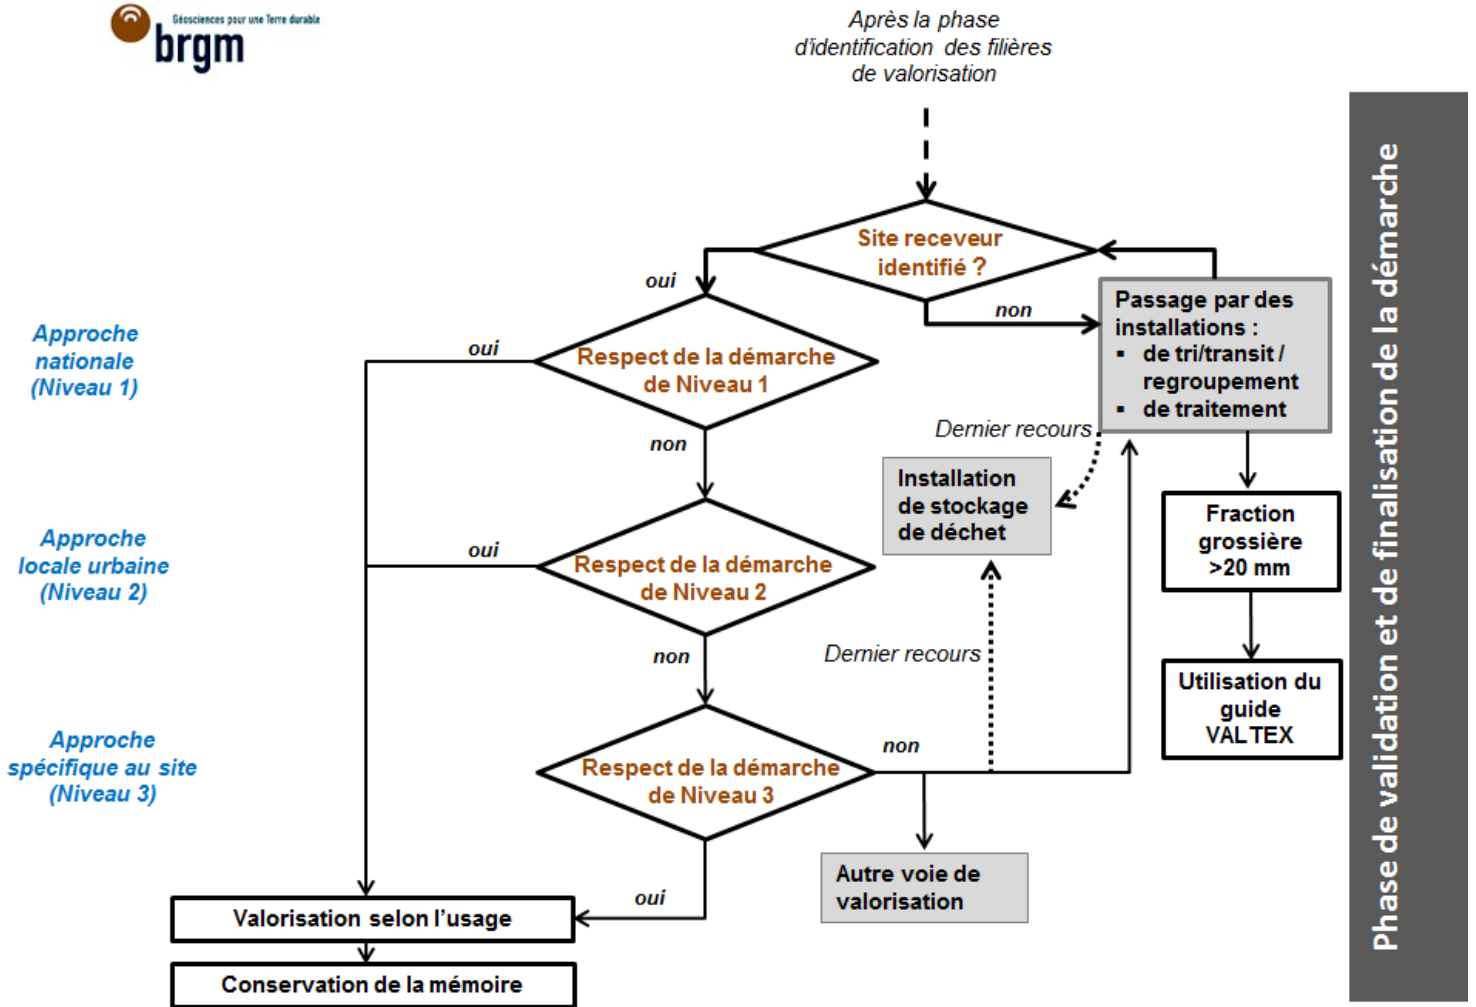 Géosciences pour une Terre durable
brgm
Après la phase
d'identification des filières
de valorisation
Site receveur
identifié ?
oui
non
Passage par des
installations :
▪ de tri/transit /
regroupement
▪ de traitement
Approche
nationale
(Niveau 1)
oui
Respect de la démarche
de Niveau 1
non
Dernier recours
Installation
de stockage
de déchet
Fraction
grossière
>20 mm
Approche
locale urbaine
(Niveau 2)
oui
Respect de la démarche
de Niveau 2
non
Dernier recours
Utilisation du
guide
VALTEX
Approche
spécifique au site
(Niveau 3)
Respect de la démarche
de Niveau 3
non
oui
Autre voie de
valorisation
Valorisation selon l'usage
Conservation de la mémoire
Phase de validation et de finalisation de la démarche